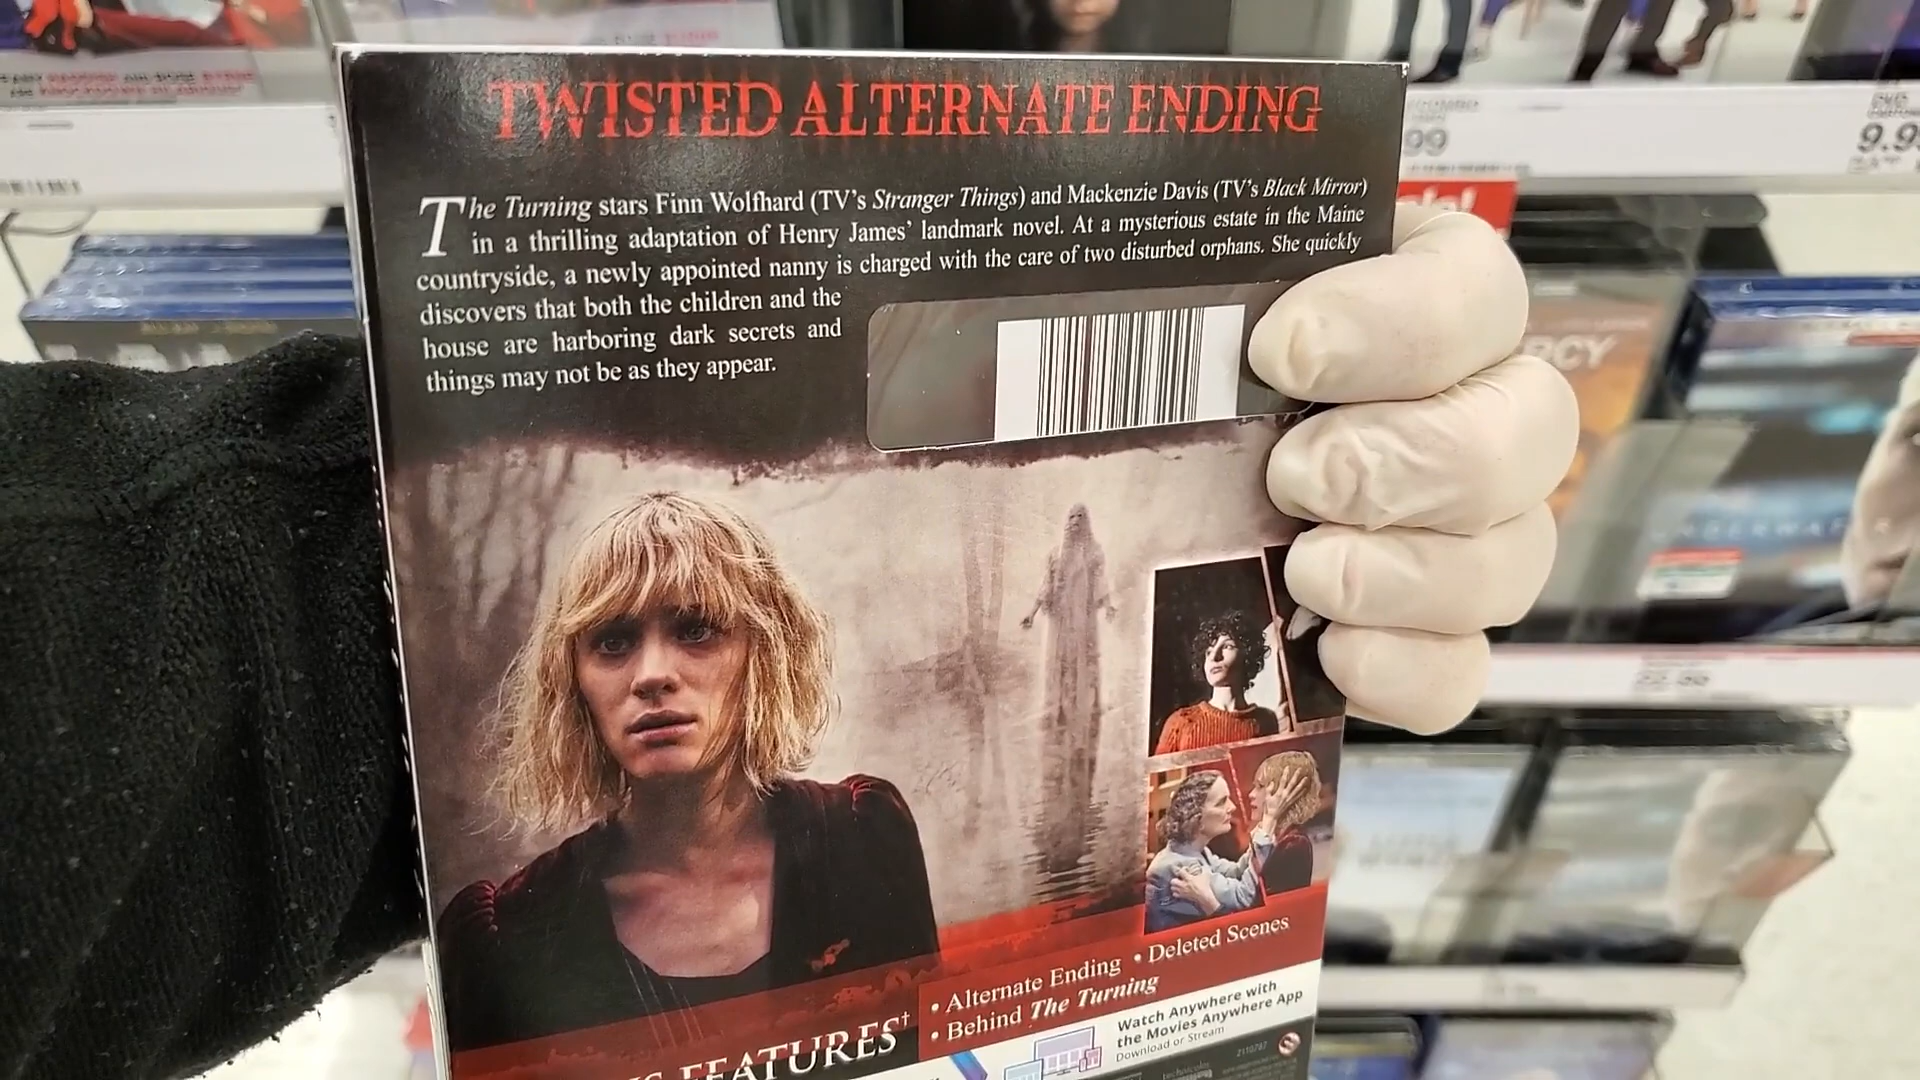 TWISTED ALTERNATE ENDING
The Turning stars Finn Wolfhard (TV's Stranger Things) and Mackenzie Davis (TV's Black Mirror)
in a thrilling adaptation of Henry James' landmark novel. At a mysterious estate in the Maine
countryside, a newly appointed nanny is charged with the care of two disturbed orphans. She quickly
discovers that both the children and the
house are harboring dark secrets and
things may not be as they appear.
• Alternate Ending • Deleted Scenes
• Behind The Turning
FEATURES†
Watch Anywhere with
the Movies Anywhere App
Download or Stream
99
9.9